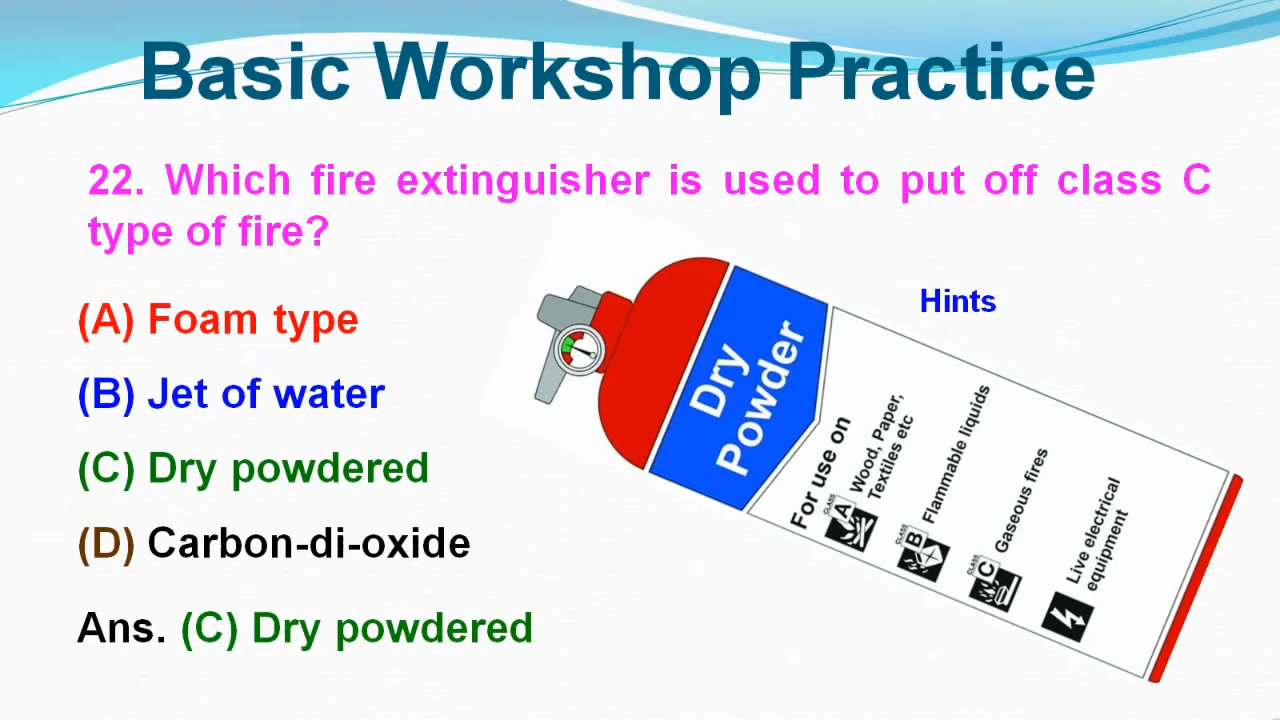 Basic Workshop Practice
22. Which fire extinguisher is used to put off class C
type of fire?
Hints
(A) Foam type
(B) Jet of water
(C) Dry powdered
(D) Carbon-di-oxide
Ans. (C) Dry powdered
Dry
Powder
For use on
CLASS
A
Wood, Paper,
Textiles etc
CLASS
B
Flammable liquids
CLASS
C
Gaseous fires
Live electrical
equipment